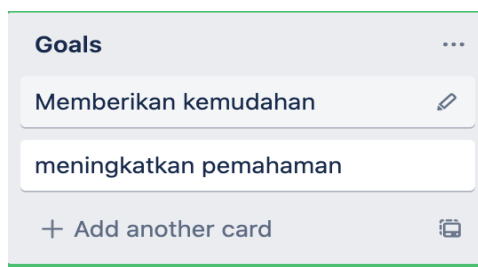 Goals
Memberikan kemudahan
meningkatkan pemahaman
+ Add another card